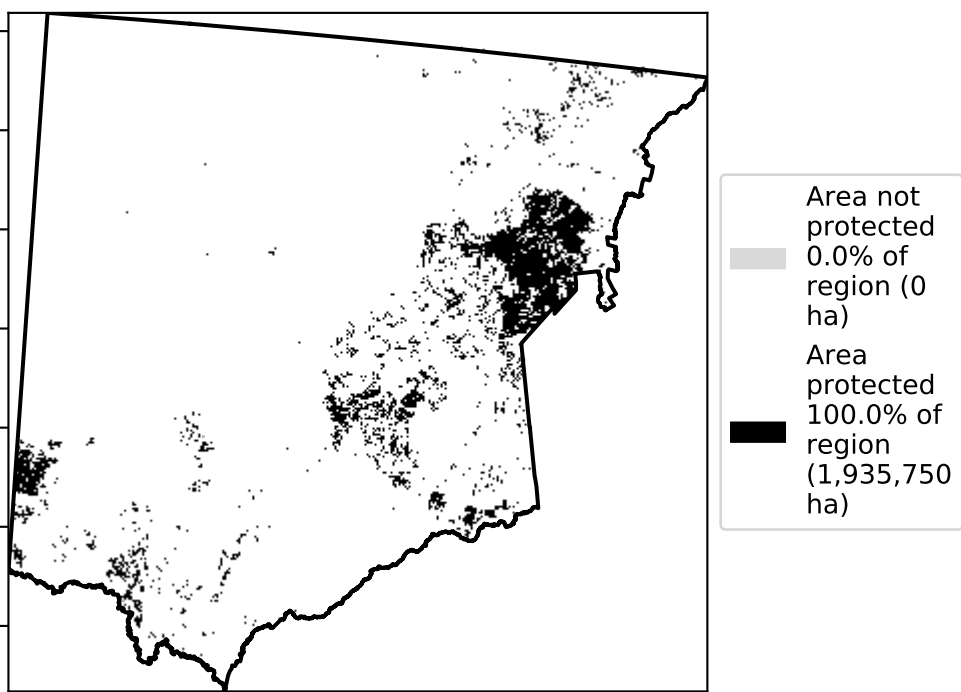 Area not
protected
0.0% of
region (0
ha)
Area
protected
100.0% of
region
(1,935,750
ha)